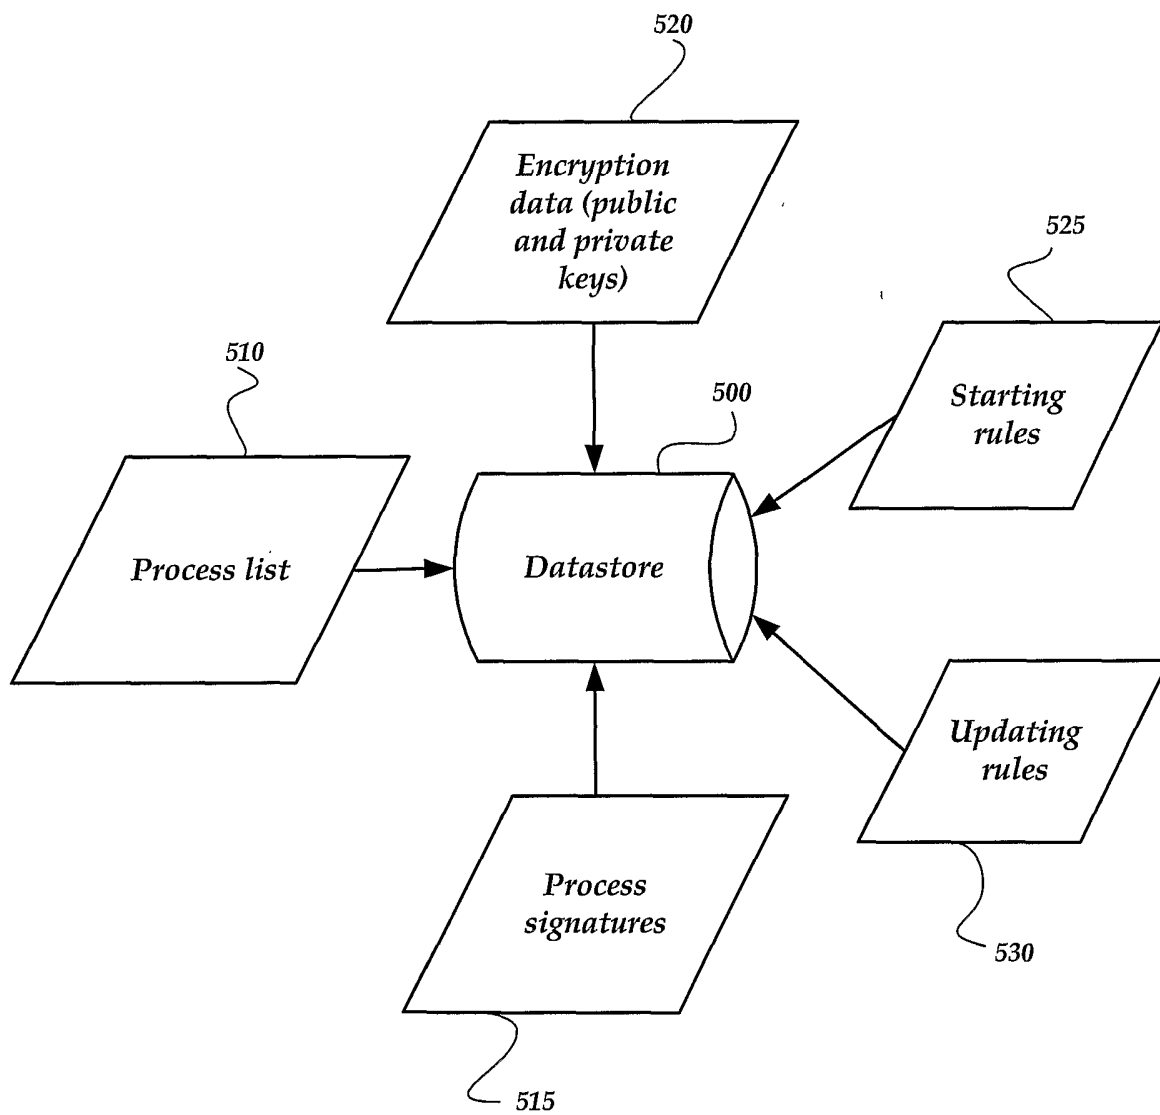 520
Encryption
data (public
and private
keys)
525
Starting
rules
510
Process list
500
Datastore
Updating
rules
530
Process
signatures
515